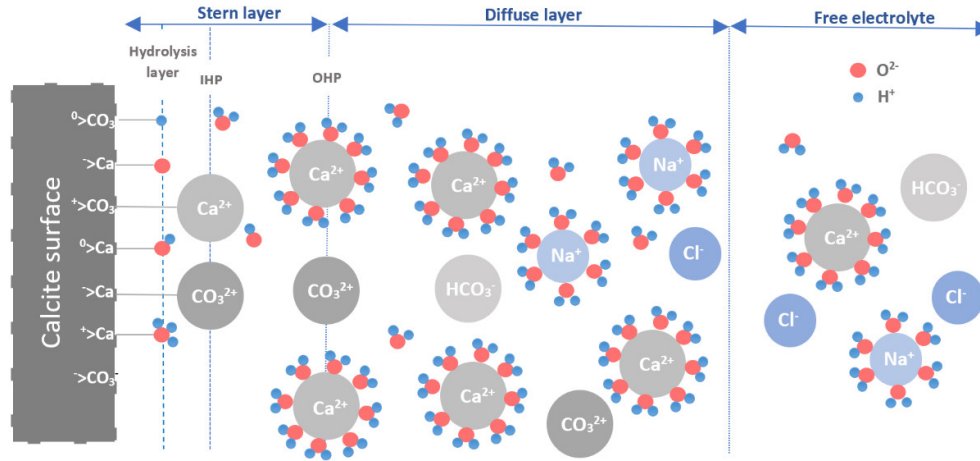 Stern layer
Diffuse layer
Free electrolyte
Hydrolysis
layer
IHP
OHP
O²⁻
H⁺
Calcite surface
⁰>CO₃
⁻>Ca
⁺>CO₃
⁰>Ca
⁻>Ca
⁺>Ca
⁻>CO₃⁻
Ca²⁺
CO₃²⁺
Ca²⁺
CO₃²⁺
Ca²⁺
Ca²⁺
HCO₃⁻
Ca²⁺
Na⁺
Na⁺
Cl⁻
Ca²⁺
CO₃²⁺
HCO₃⁻
Ca²⁺
Cl⁻
Cl⁻
Na⁺